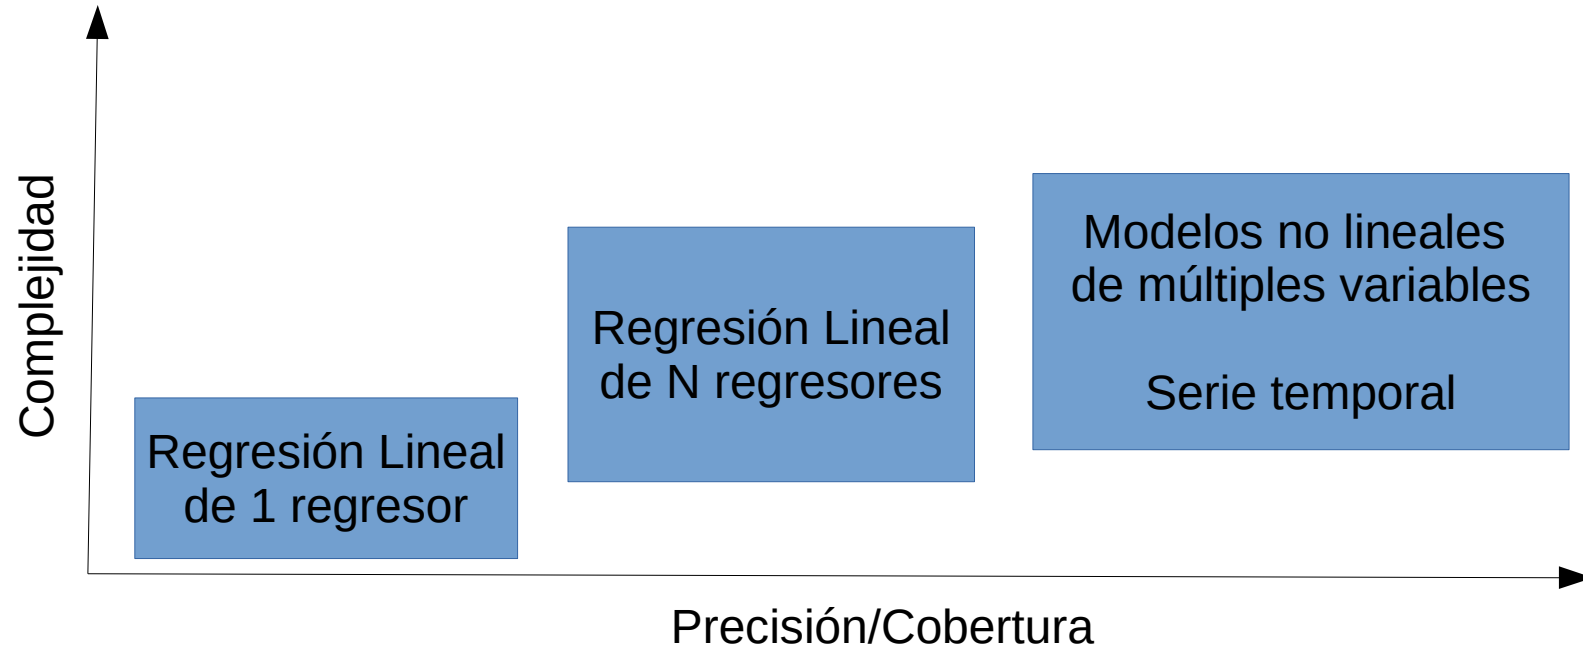 Complejidad
Regresión Lineal
de 1 regresor
Regresión Lineal
de N regresores
Modelos no lineales
de múltiples variables
Serie temporal
Precisión/Cobertura